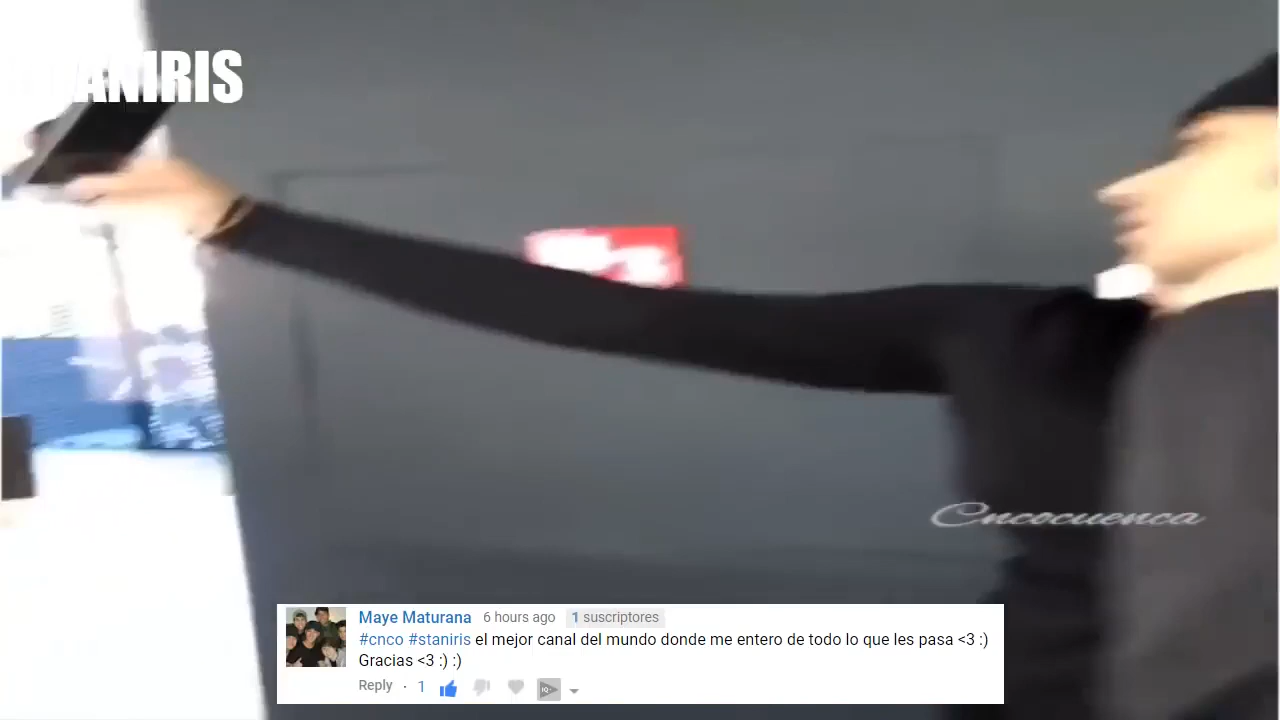 ANIRIS
Cncocuenca
Maye Maturana 6 hours ago 1 suscriptores
#cnco #staniris el mejor canal del mundo donde me entero de todo lo que les pasa <3 :)
Gracias <3 :) :)
Reply · 1